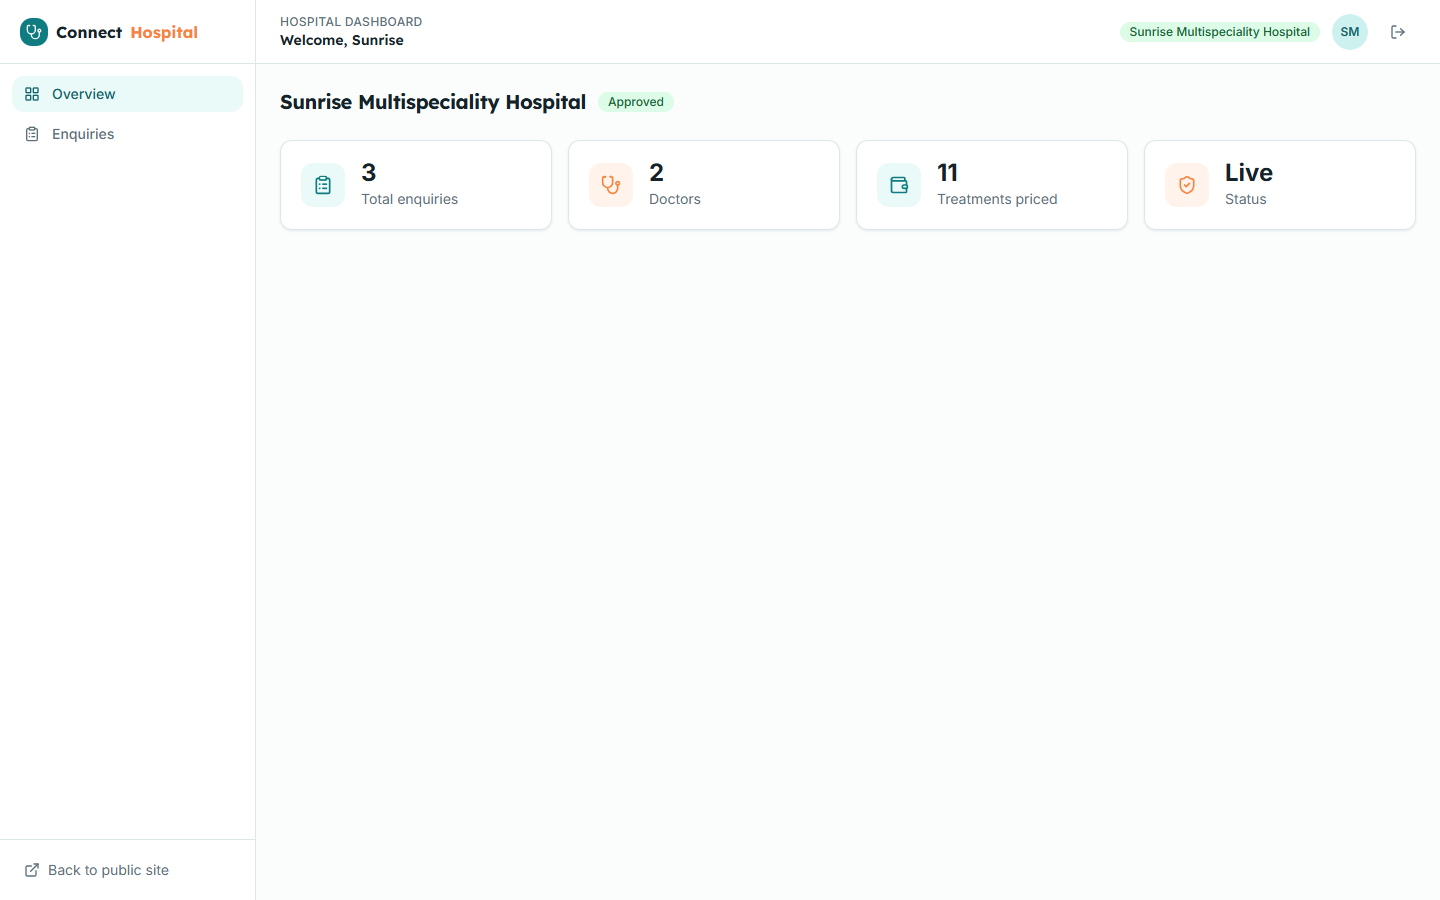 Connect Hospital
HOSPITAL DASHBOARD
Welcome, Sunrise
Sunrise Multispeciality Hospital
SM
Overview
Enquiries
Sunrise Multispeciality Hospital
Approved
3
Total enquiries
2
Doctors
11
Treatments priced
Live
Status
Back to public site